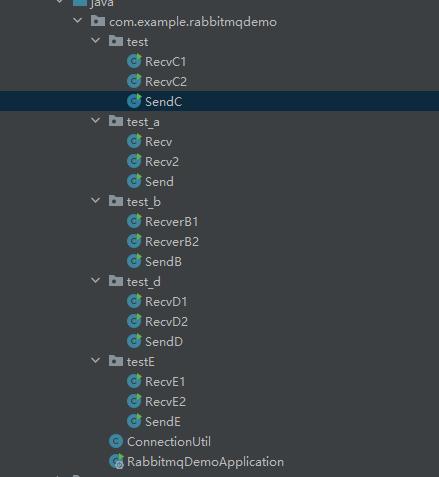 java
com.example.rabbitmqdemo
test
RecvC1
RecvC2
SendC
test_a
Recv
Recv2
Send
test_b
RecverB1
RecverB2
SendB
test_d
RecvD1
RecvD2
SendD
testE
RecvE1
RecvE2
SendE
ConnectionUtil
RabbitmqDemoApplication